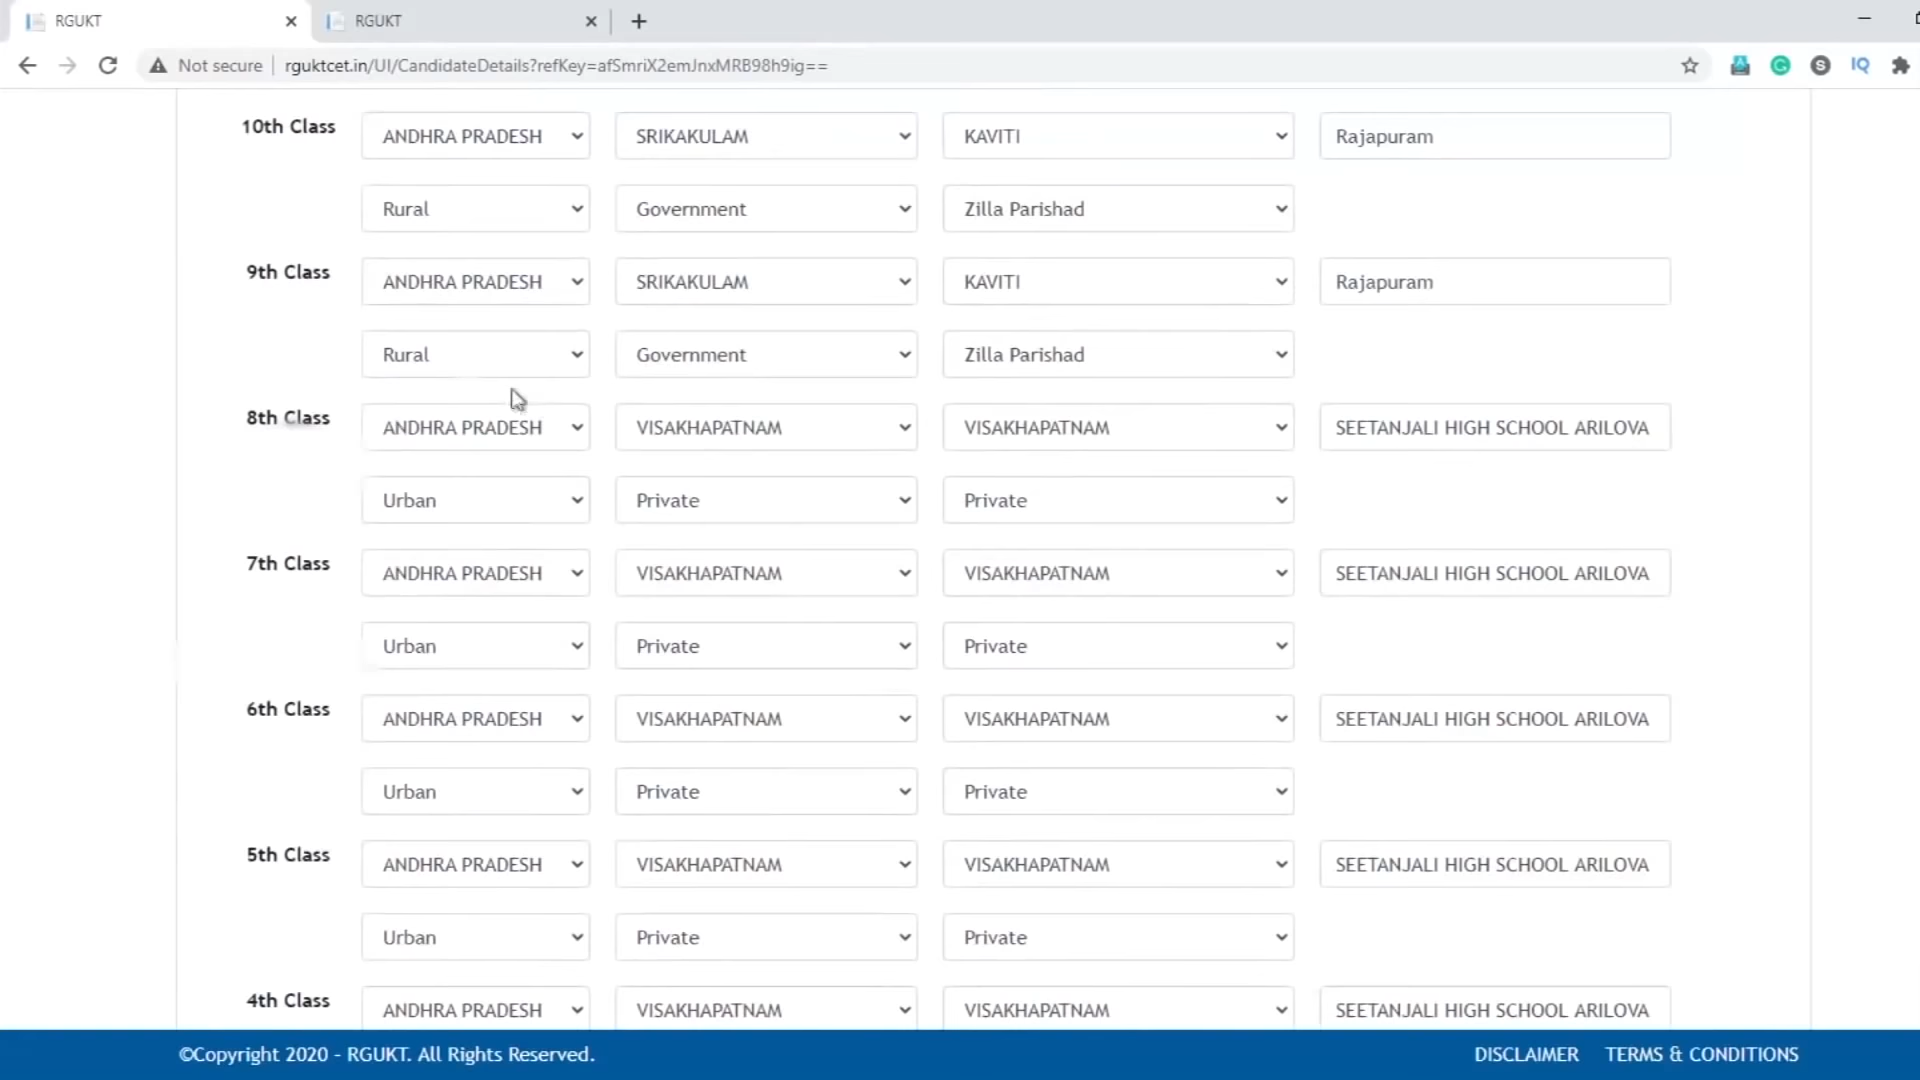 RGUKT
RGUKT
Not secure
rguktcet.in/UI/CandidateDetails?refKey=afSmriX2emJnxMRB98h9ig==
10th Class ANDHRA PRADESH SRIKAKULAM KAVITI Rajapuram
Rural Government Zilla Parishad
9th Class ANDHRA PRADESH SRIKAKULAM KAVITI Rajapuram
Rural Government Zilla Parishad
8th Class ANDHRA PRADESH VISAKHAPATNAM VISAKHAPATNAM SEETANJALI HIGH SCHOOL ARILOVA
Urban Private Private
7th Class ANDHRA PRADESH VISAKHAPATNAM VISAKHAPATNAM SEETANJALI HIGH SCHOOL ARILOVA
Urban Private Private
6th Class ANDHRA PRADESH VISAKHAPATNAM VISAKHAPATNAM SEETANJALI HIGH SCHOOL ARILOVA
Urban Private Private
5th Class ANDHRA PRADESH VISAKHAPATNAM VISAKHAPATNAM SEETANJALI HIGH SCHOOL ARILOVA
Urban Private Private
4th Class ANDHRA PRADESH VISAKHAPATNAM VISAKHAPATNAM SEETANJALI HIGH SCHOOL ARILOVA
©Copyright 2020 - RGUKT. All Rights Reserved. DISCLAIMER TERMS & CONDITIONS